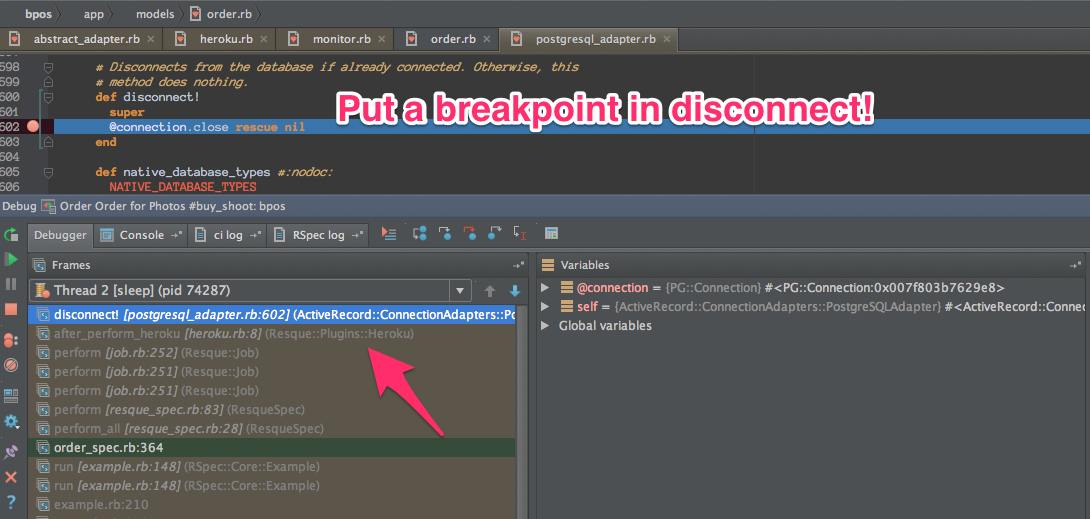 bpos app models order.rb
abstract_adapter.rb heroku.rb monitor.rb order.rb postgresql_adapter.rb
598 # Disconnects from the database if already connected. Otherwise, this
599 # method does nothing.
600 def disconnect!
601 super
602 @connection.close rescue nil
603 end
604
605 def native_database_types #:nodoc:
606 NATIVE_DATABASE_TYPES
Put a breakpoint in disconnect!
Debug Order Order for Photos #buy_shoot: bpos
Debugger Console ci log RSpec log
Frames
Thread 2 [sleep] (pid 74287)
disconnect! [postgresql_adapter.rb:602] (ActiveRecord::ConnectionAdapters::Po
after_perform_heroku [heroku.rb:8] (Resque::Plugins::Heroku)
perform [job.rb:252] (Resque::Job)
perform [job.rb:251] (Resque::Job)
perform [job.rb:251] (Resque::Job)
perform [resque_spec.rb:83] (ResqueSpec)
perform_all [resque_spec.rb:28] (ResqueSpec)
order_spec.rb:364
run [example.rb:148] (RSpec::Core::Example)
run [example.rb:148] (RSpec::Core::Example)
example.rb:210
Variables
@connection = {PG::Connection} #<PG::Connection:0x007f803b7629e8>
self = {ActiveRecord::ConnectionAdapters::PostgreSQLAdapter} #<ActiveRecord::Connec
Global variables